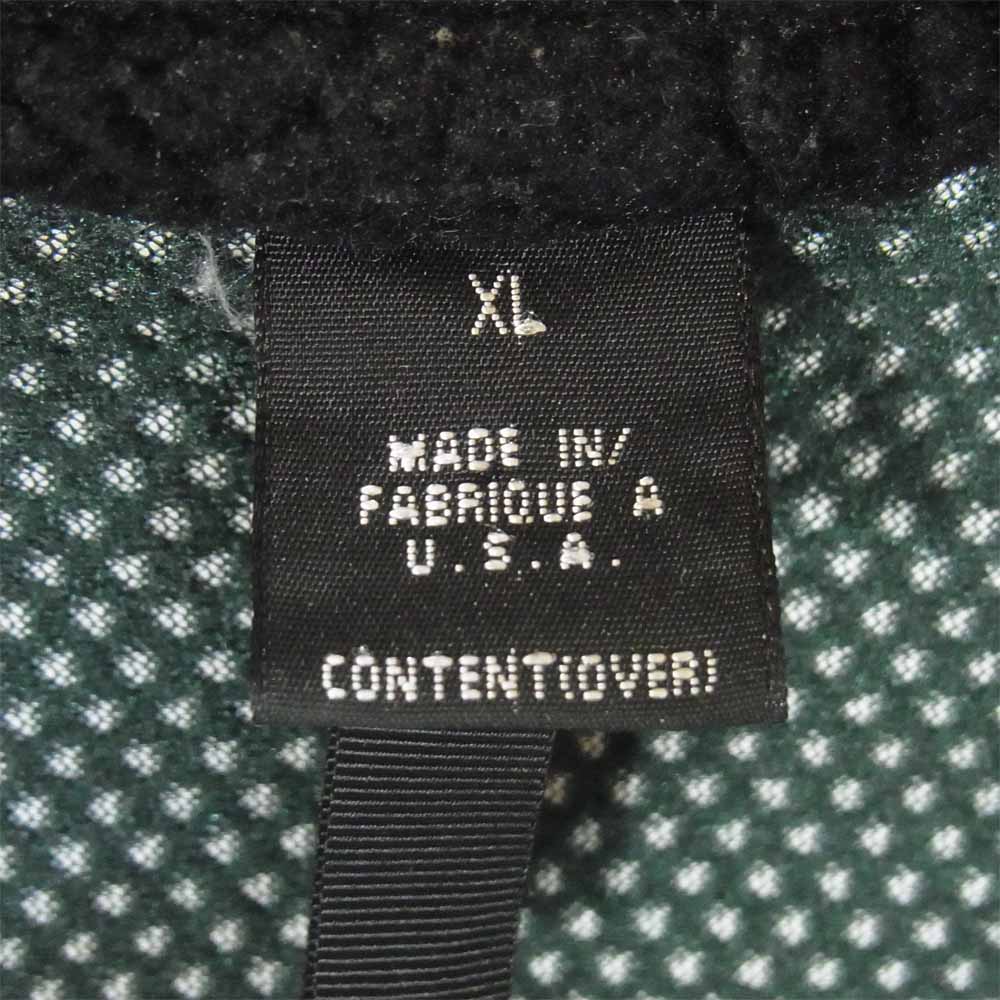 XL
MADE IN/
FABRIQUE A
U.S.A.
CONTENT(OVER)